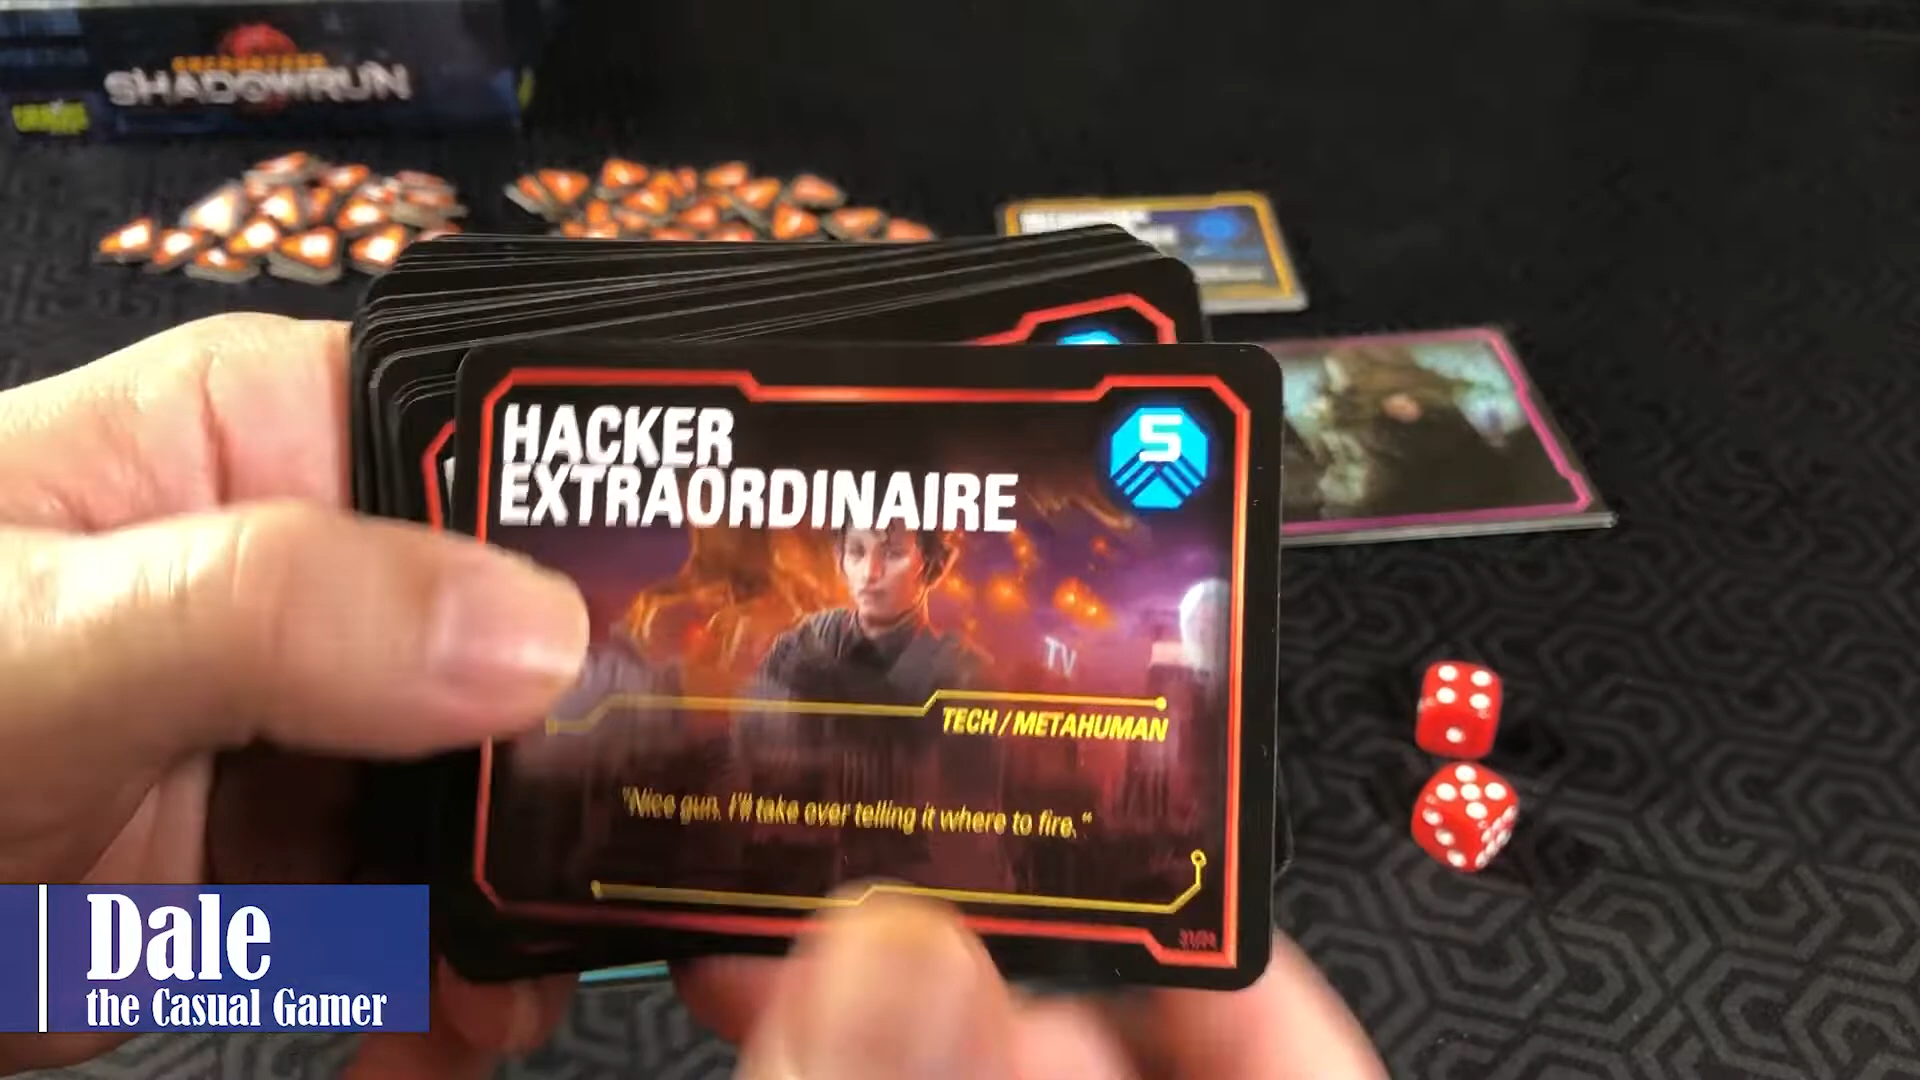 SHADOWRUN
HACKER
EXTRAORDINAIRE
5
TV
TECH / METAHUMAN
"Nice gun. I'll take over telling it where to fire."
Dale
the Casual Gamer